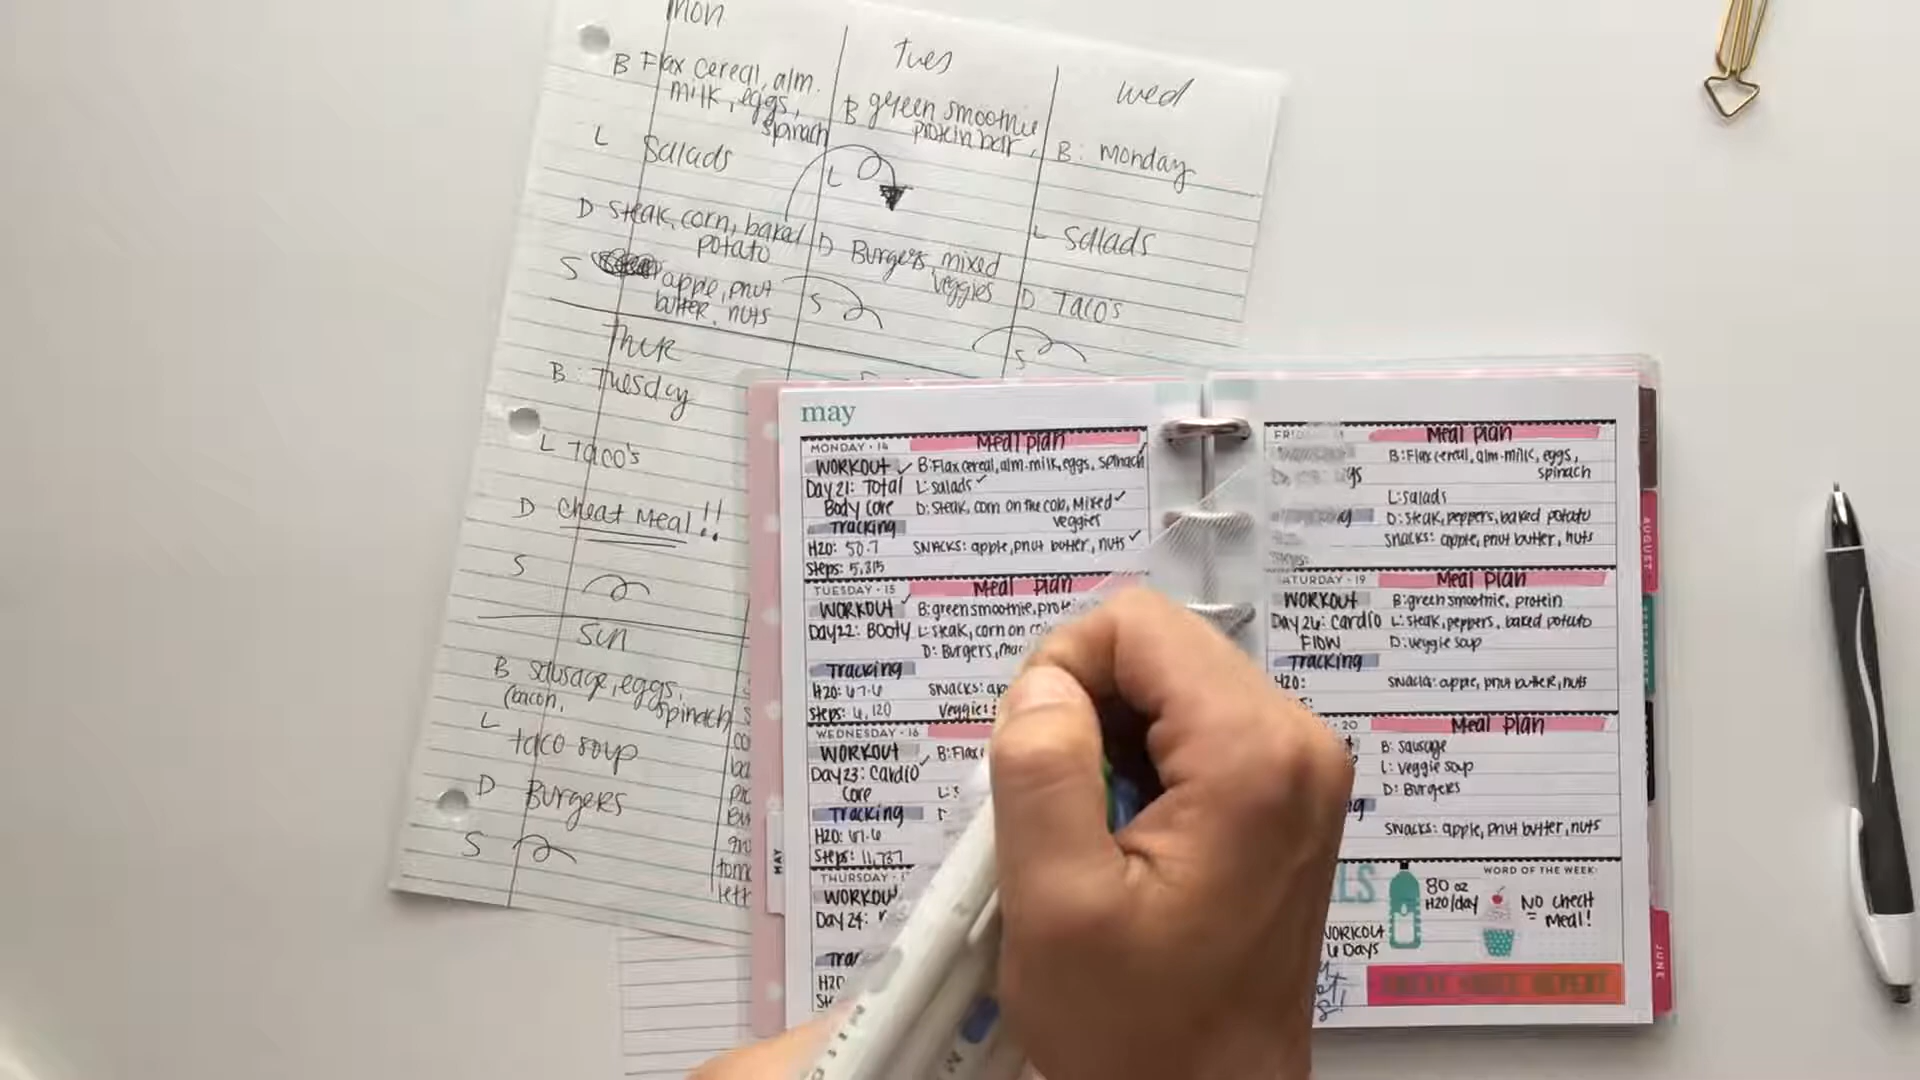 Mon
B Flax cereal, alm.
milk, eggs,
spinach
L Salads
D Steak, corn, baked
potato
S apple, pnut
butter, nuts
Tues
B green smoothie
protein bar,
L
D Burgers, mixed
veggies
S
Wed
B: Monday
L Salads
D Taco's
S
Thur
B: Tuesday
L Taco's
D Cheat Meal!!
S
Sun
B Sausage, eggs,
(bacon, spinach
L taco soup
D Burgers
S
may
MONDAY · 14 Meal plan
WORKOUT ✓ B: Flax cereal, alm. milk, eggs, spinach
Day 21: Total L: salads ✓
Body Core D: steak, corn on the cob, Mixed ✓
veggies
Tracking
H2O: 50.7 SNACKS: apple, pnut butter, nuts ✓
Steps: 5,315
TUESDAY · 15 Meal plan
WORKOUT ✓ B: green smoothie, prote
Day 22: Booty L: steak, corn on
D: Burgers,
Tracking
H2O: 67.6 SNACKS: ap
Steps: 6,120 Veggies
WEDNESDAY · 16
WORKOUT B: Flax
Day 23: Cardio ✓
Core L:
Tracking
H2O: 67.6
Steps: 11,737
THURSDAY
WORKOUT
Day 24:
H2O
MAY
Meal plan
B: Flax cereal, alm. milk, eggs,
spinach
L: salads
D: steak, peppers, baked potato
SNACKS: apple, pnut butter, nuts
SATURDAY · 19 Meal plan
WORKOUT B: green smoothie, protein
Day 26: Cardio L: steak, peppers, baked potato
Flow D: veggie soup
Tracking
H2O: SNACKS: apple, pnut butter, nuts
20 Meal plan
B: sausage
L: veggie soup
D: Burgers
SNACKS: apple, pnut butter, nuts
WORD OF THE WEEK:
80 oz
H2O/day
NO Cheat
Meal!
WORKOUT
6 Days
AUGUST
JUNE